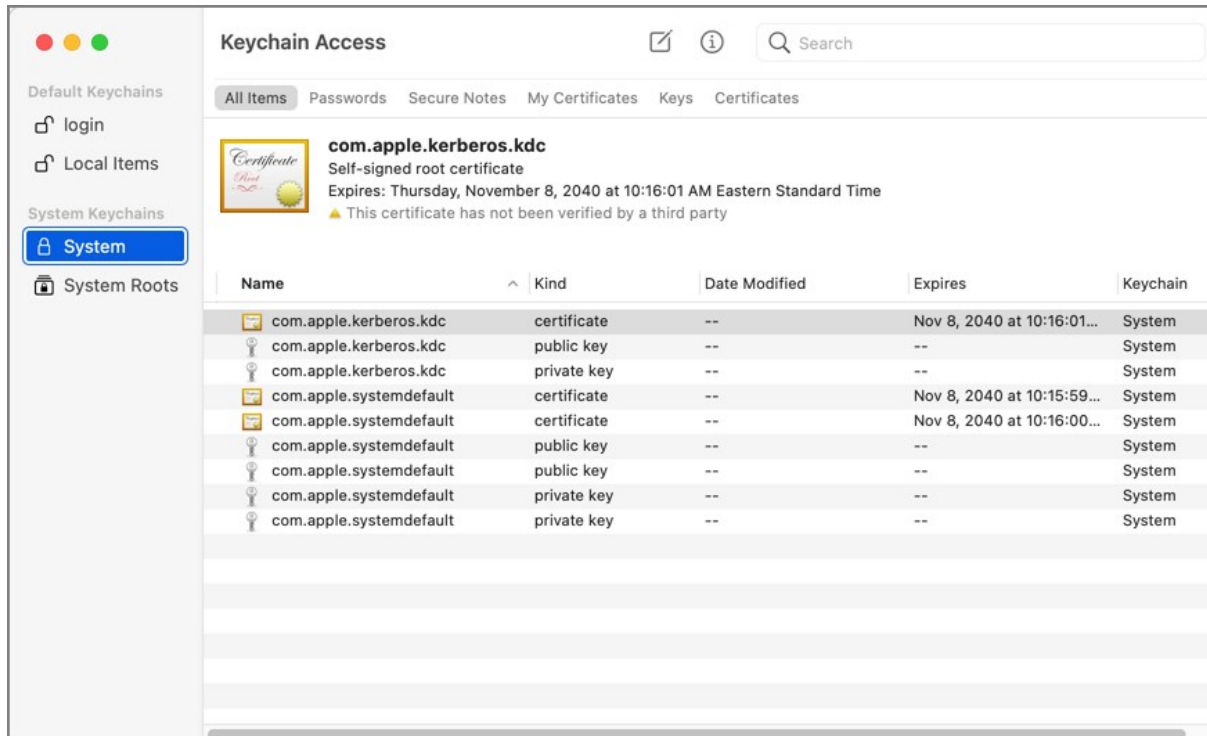 Keychain Access
Search
Default Keychains
login
Local Items
System Keychains
System
System Roots
All Items Passwords Secure Notes My Certificates Keys Certificates
Certificate
Root
com.apple.kerberos.kdc
Self-signed root certificate
Expires: Thursday, November 8, 2040 at 10:16:01 AM Eastern Standard Time
This certificate has not been verified by a third party
Name Kind Date Modified Expires Keychain
com.apple.kerberos.kdc certificate -- Nov 8, 2040 at 10:16:01... System
com.apple.kerberos.kdc public key -- -- System
com.apple.kerberos.kdc private key -- -- System
com.apple.systemdefault certificate -- Nov 8, 2040 at 10:15:59... System
com.apple.systemdefault certificate -- Nov 8, 2040 at 10:16:00... System
com.apple.systemdefault public key -- -- System
com.apple.systemdefault public key -- -- System
com.apple.systemdefault private key -- -- System
com.apple.systemdefault private key -- -- System